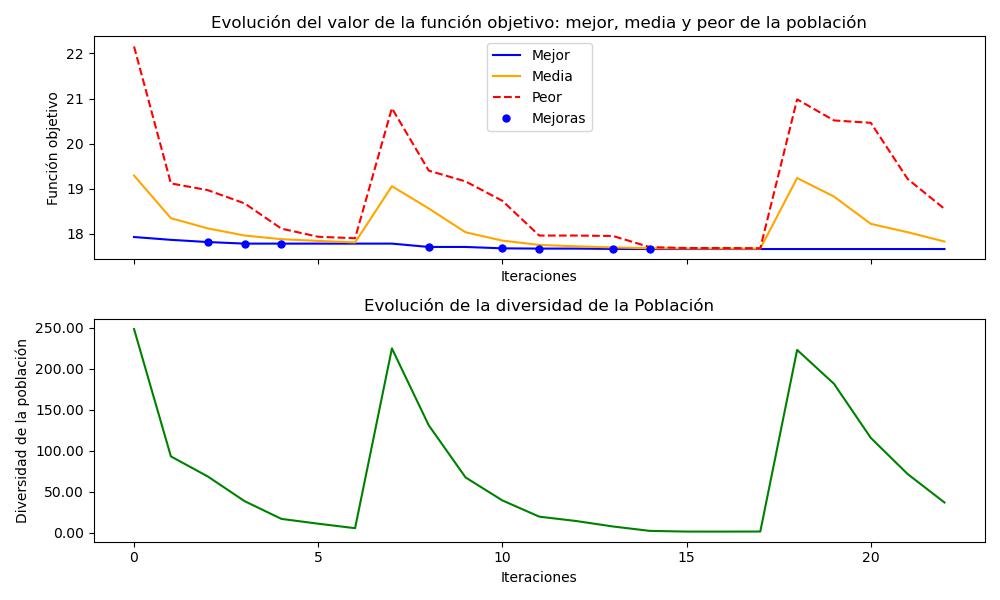 Evolución del valor de la función objetivo: mejor, media y peor de la población
Función objetivo
22
21
20
19
18
Mejor
Media
Peor
Mejoras
Iteraciones
Evolución de la diversidad de la Población
Diversidad de la población
250.00
200.00
150.00
100.00
50.00
0.00
0 5 10 15 20
Iteraciones